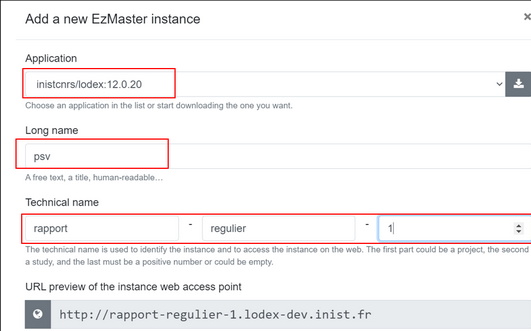 Add a new EzMaster instance
Application
inistcnrs/lodex:12.0.20
Choose an application in the list or start downloading the one you want.
Long name
psv
A free text, a title, human-readable...
Technical name
rapport - regulier - 1
The technical name is used to identify the instance and to access the instance on the web. The first part could be a project, the second
a study, and the last must be a positive number or could be empty.
URL preview of the instance web access point
http://rapport-regulier-1.lodex-dev.inist.fr